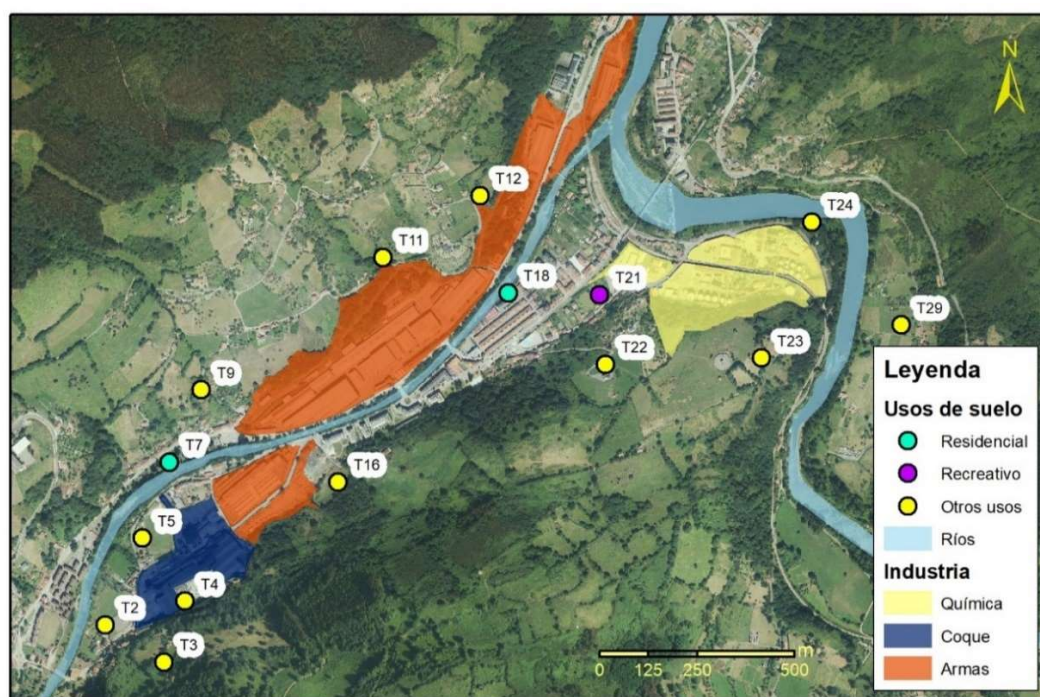 N
T12
T24
T11
T18
T21
T29
T23
T22
T9
T7
T16
T5
T4
T2
T3
m
0 125 250 500
Leyenda
Usos de suelo
Residencial
Recreativo
Otros usos
Ríos
Industria
Química
Coque
Armas